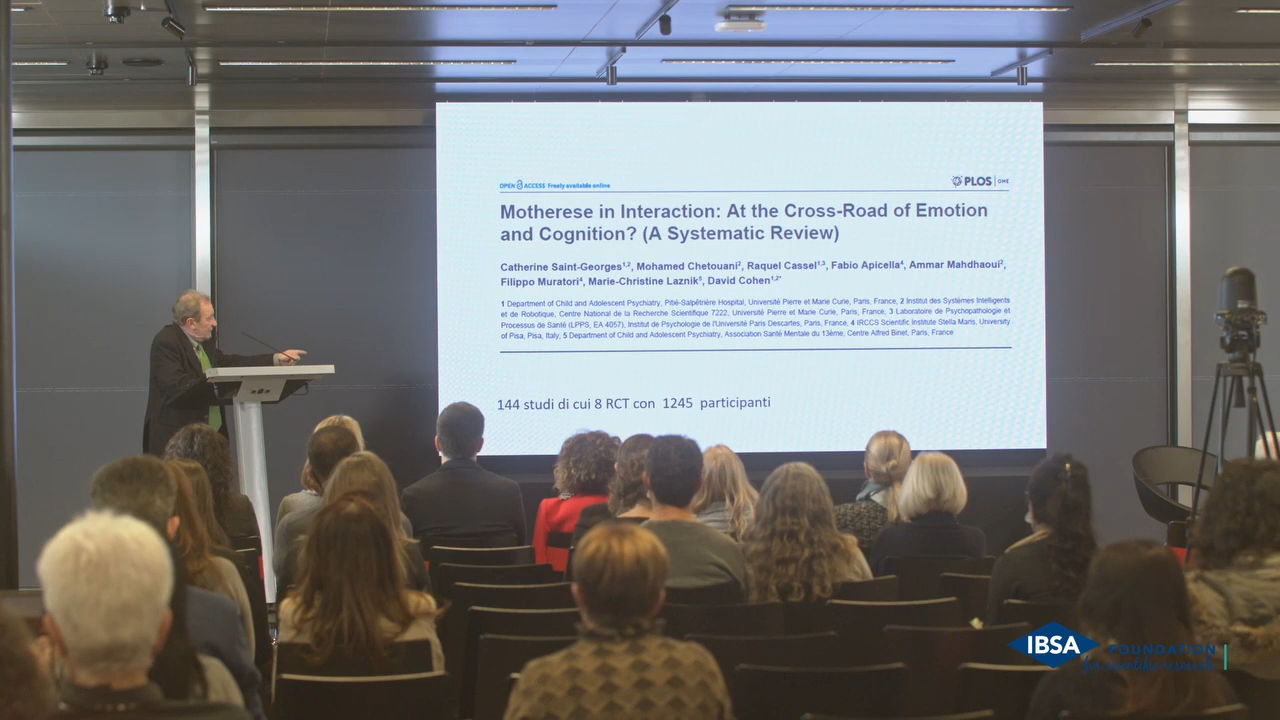 OPEN ACCESS Freely available online
PLOS ONE
Motherese in Interaction: At the Cross-Road of Emotion
and Cognition? (A Systematic Review)
Catherine Saint-Georges1,2, Mohamed Chetouani2, Raquel Cassel1,3, Fabio Apicella4, Ammar Mahdhaoui2,
Filippo Muratori4, Marie-Christine Laznik5, David Cohen1,2*
1 Department of Child and Adolescent Psychiatry, Pitié-Salpêtrière Hospital, Université Pierre et Marie Curie, Paris, France, 2 Institut des Systèmes Intelligents
et de Robotique, Centre National de la Recherche Scientifique 7222, Université Pierre et Marie Curie, Paris, France, 3 Laboratoire de Psychopathologie et
Processus de Santé (LPPS, EA 4057), Institut de Psychologie de l'Université Paris Descartes, Paris, France, 4 IRCCS Scientific Institute Stella Maris, University
of Pisa, Pisa, Italy, 5 Department of Child and Adolescent Psychiatry, Association Santé Mentale du 13ème, Centre Alfred Binet, Paris, France
144 studi di cui 8 RCT con 1245 participanti
IBSA FOUNDATION
for scientific research